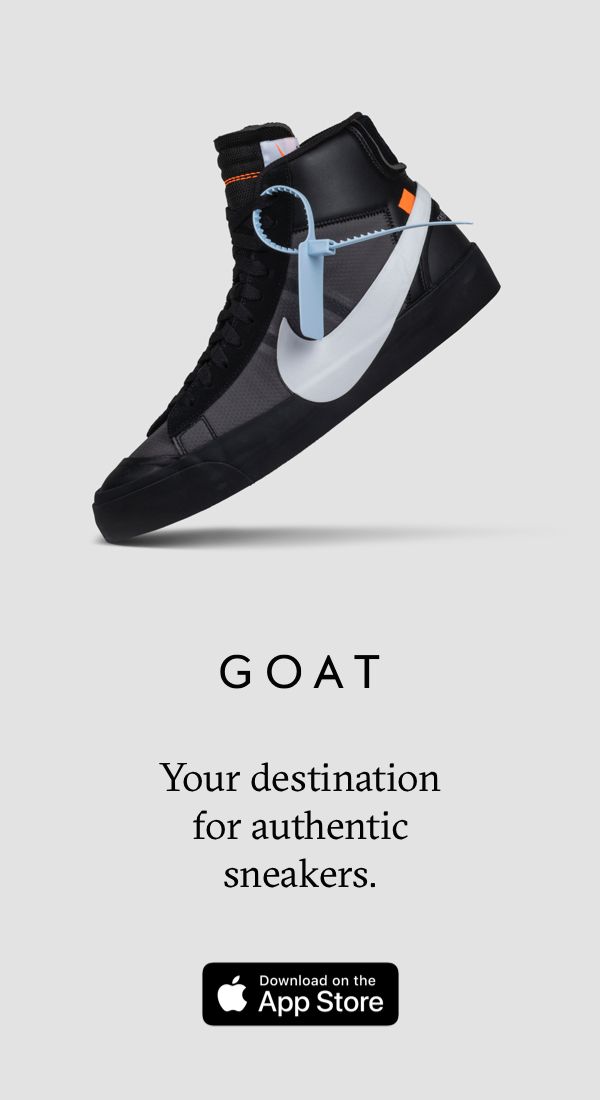 GOAT
Your destination
for authentic
sneakers.
Download on the
App Store